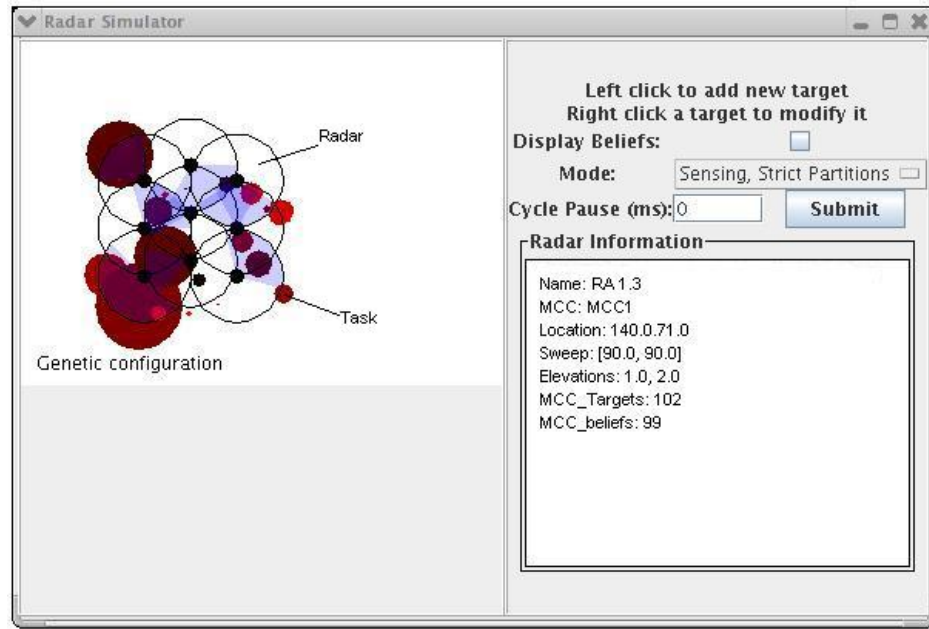 Radar Simulator
Radar
Task
Genetic configuration
Left click to add new target
Right click a target to modify it
Display Beliefs:
Mode: Sensing, Strict Partitions
Cycle Pause (ms): 0 Submit
Radar Information
Name: RA1.3
MCC: MCC1
Location: 140.0.71.0
Sweep: [90.0, 90.0]
Elevations: 1.0, 2.0
MCC_Targets: 102
MCC_beliefs: 99